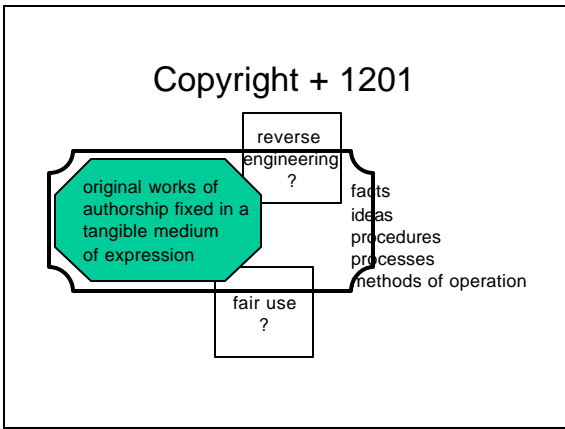 Copyright + 1201
reverse
engineering
?
original works of
authorship fixed in a
tangible medium
of expression
facts
ideas
procedures
processes
methods of operation
fair use
?